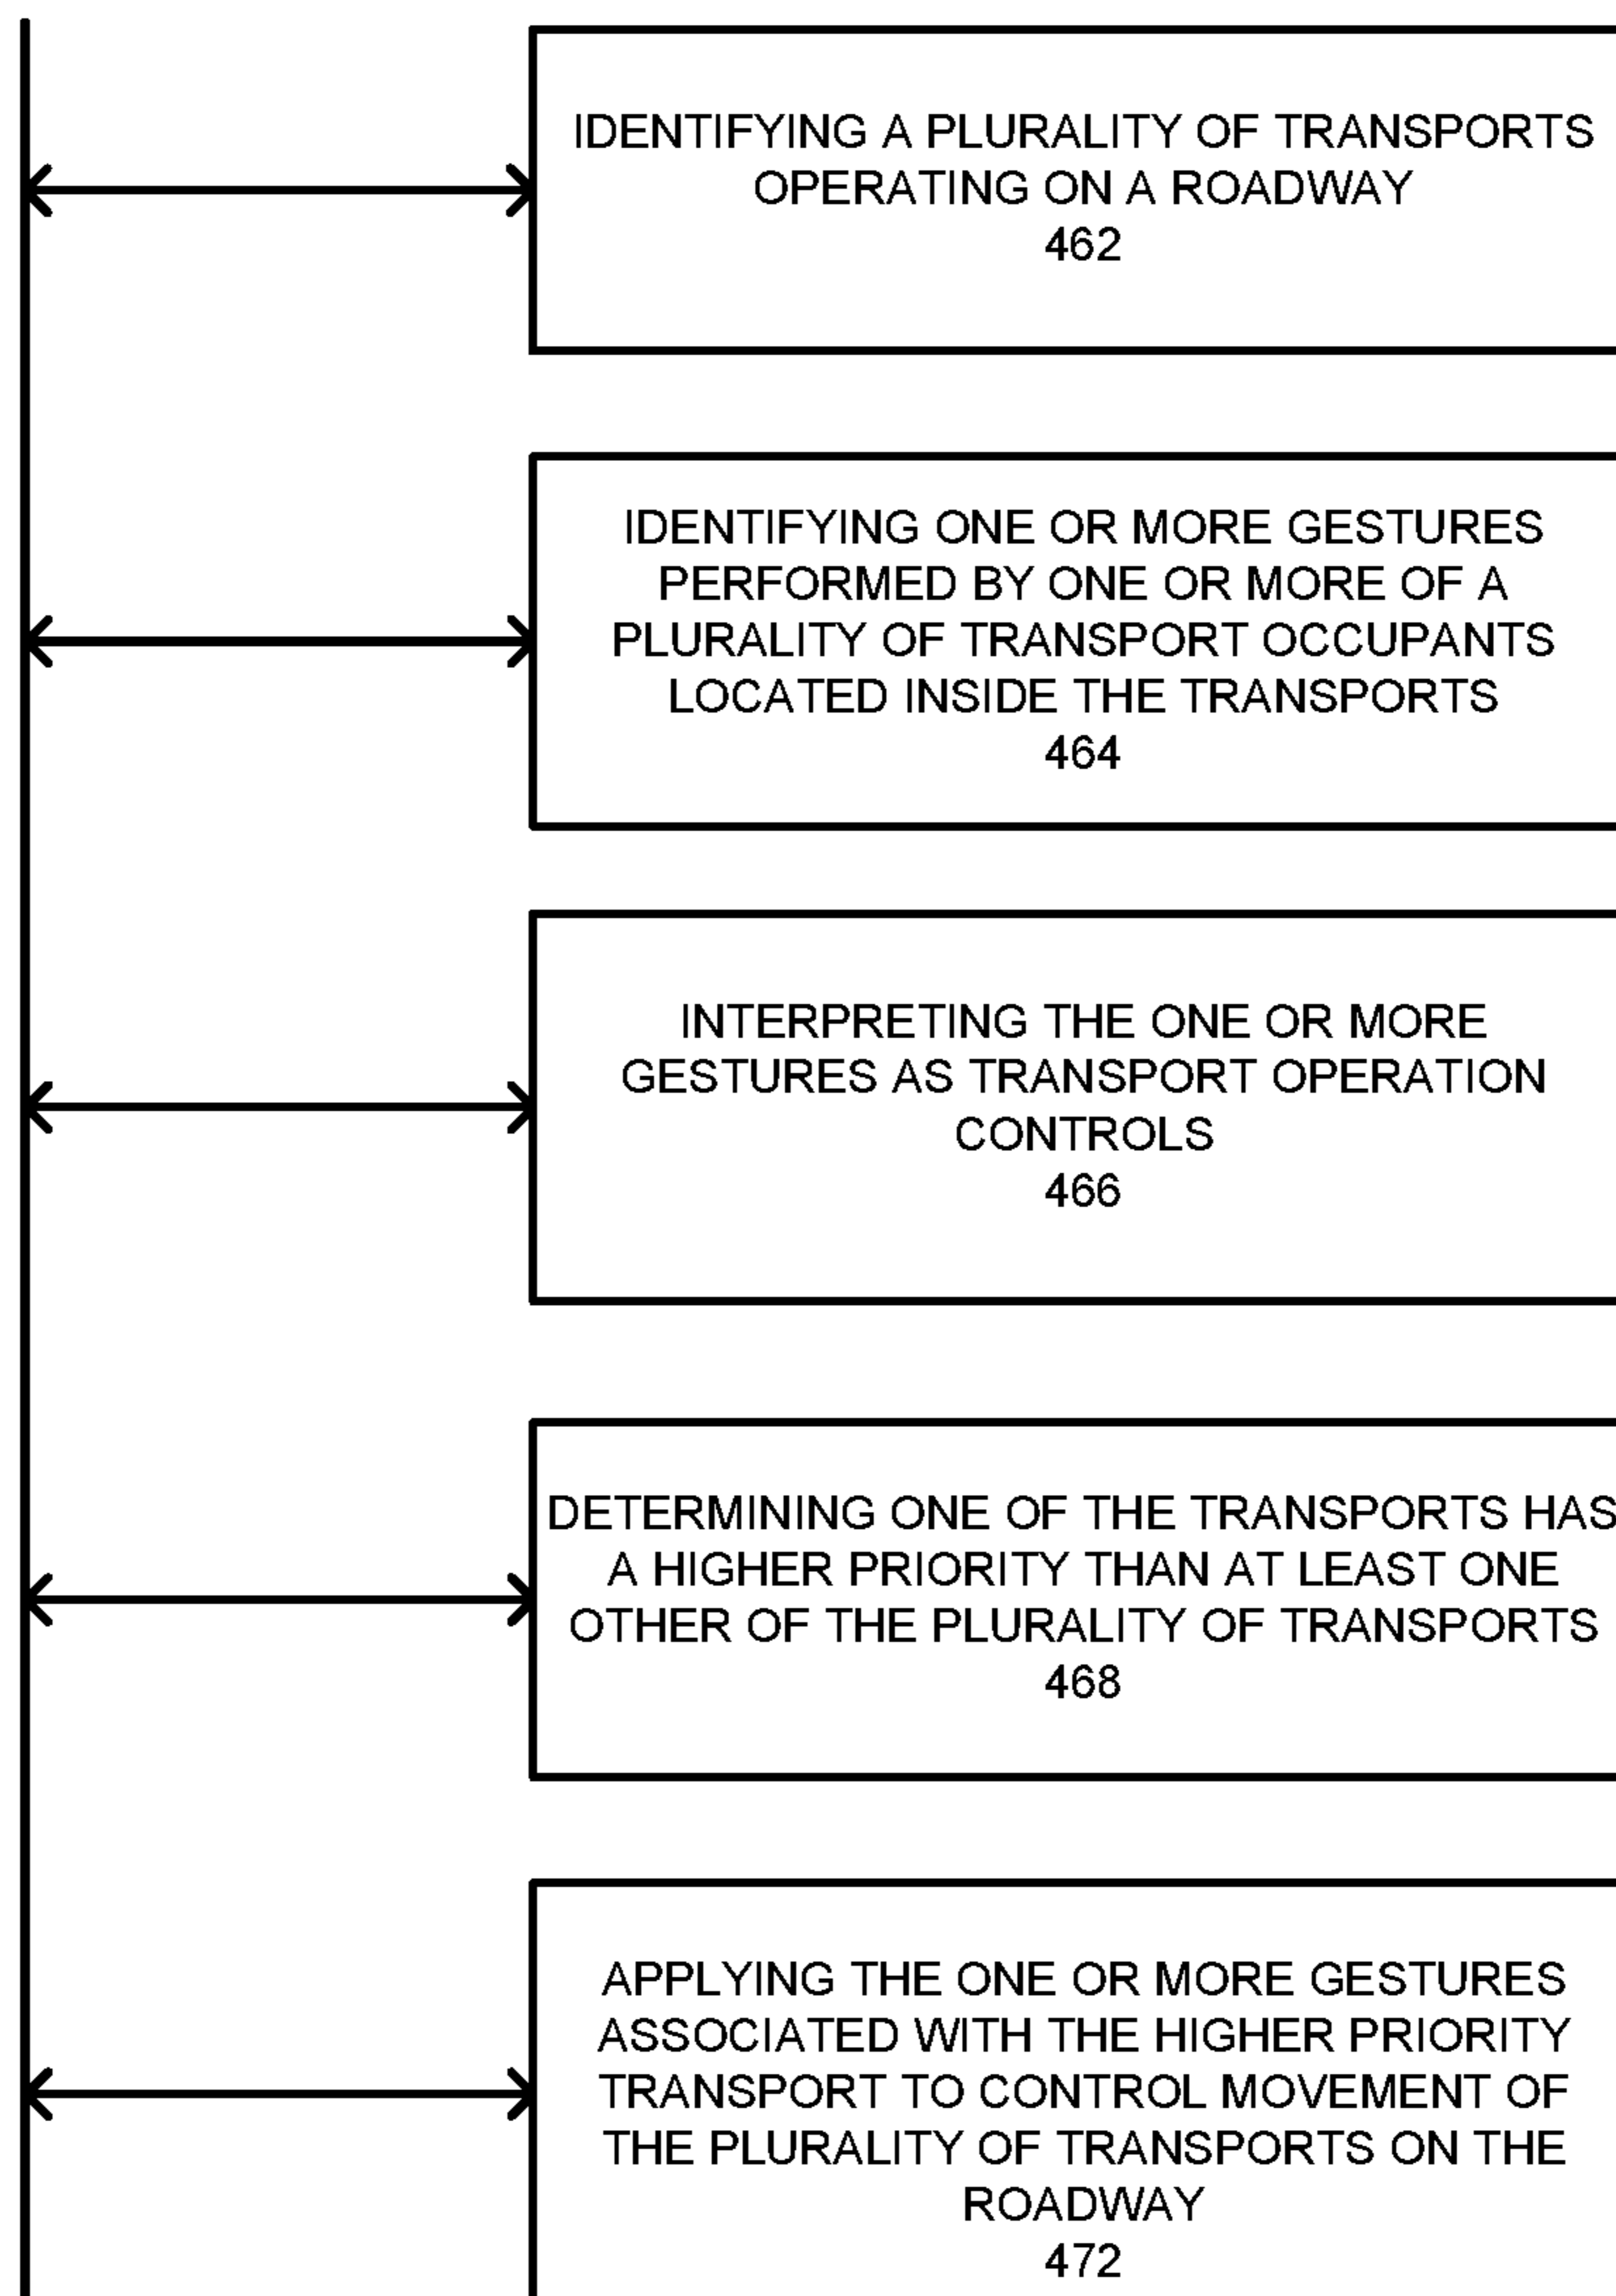 IDENTIFYING A PLURALITY OF TRANSPORTS
OPERATING ON A ROADWAY
462
IDENTIFYING ONE OR MORE GESTURES
PERFORMED BY ONE OR MORE OF A
PLURALITY OF TRANSPORT OCCUPANTS
LOCATED INSIDE THE TRANSPORTS
464
INTERPRETING THE ONE OR MORE
GESTURES AS TRANSPORT OPERATION
CONTROLS
466
DETERMINING ONE OF THE TRANSPORTS HAS
A HIGHER PRIORITY THAN AT LEAST ONE
OTHER OF THE PLURALITY OF TRANSPORTS
468
APPLYING THE ONE OR MORE GESTURES
ASSOCIATED WITH THE HIGHER PRIORITY
TRANSPORT TO CONTROL MOVEMENT OF
THE PLURALITY OF TRANSPORTS ON THE
ROADWAY
472